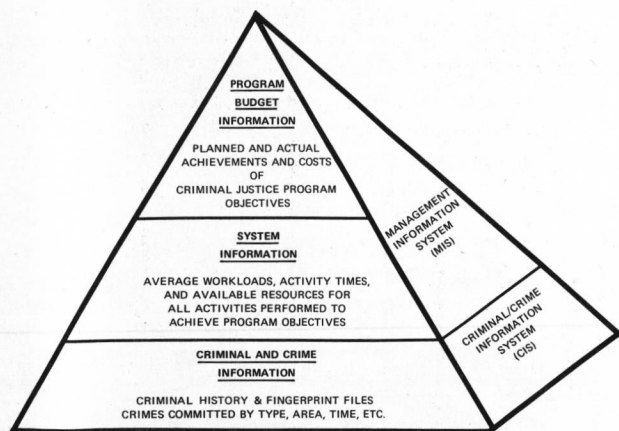 PROGRAM
BUDGET
INFORMATION
PLANNED AND ACTUAL
ACHIEVEMENTS AND COSTS
OF
CRIMINAL JUSTICE PROGRAM
OBJECTIVES
SYSTEM
INFORMATION
AVERAGE WORKLOADS, ACTIVITY TIMES,
AND AVAILABLE RESOURCES FOR
ALL ACTIVITIES PERFORMED TO
ACHIEVE PROGRAM OBJECTIVES
CRIMINAL AND CRIME
INFORMATION
CRIMINAL HISTORY & FINGERPRINT FILES
CRIMES COMMITTED BY TYPE, AREA, TIME, ETC.
MANAGEMENT
INFORMATION
SYSTEM
(MIS)
CRIMINAL/CRIME
INFORMATION
SYSTEM
(CIS)